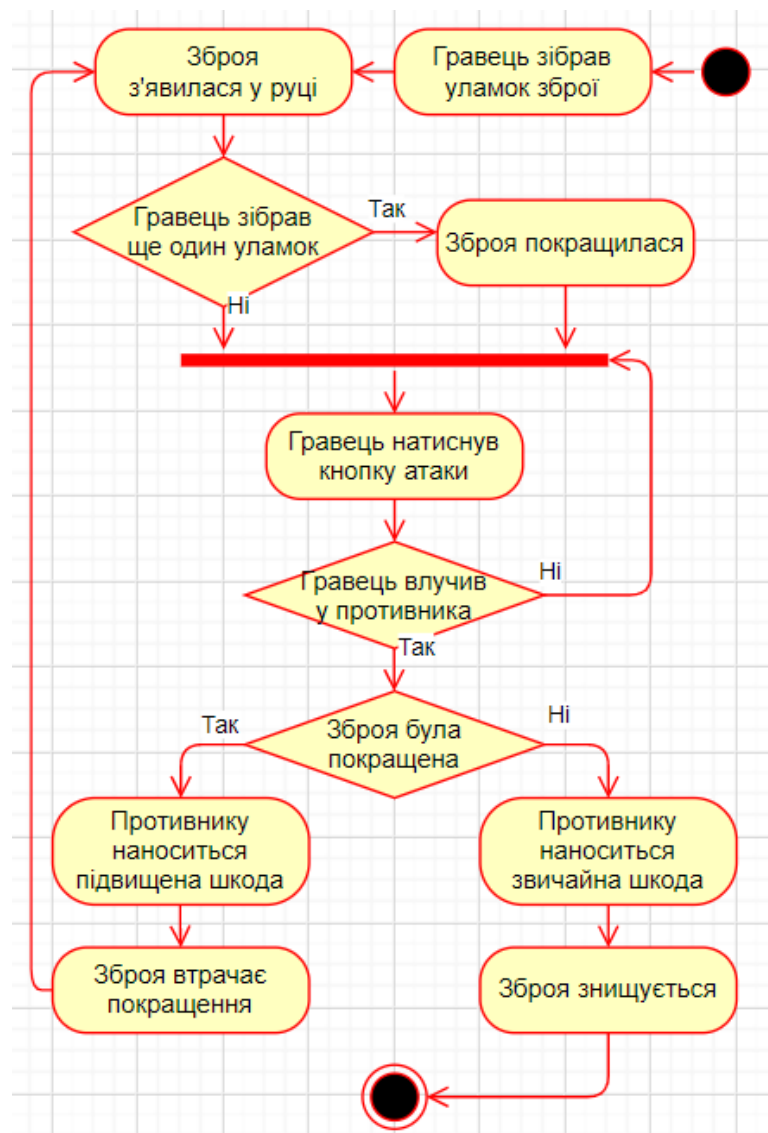 Зброя
з'явилася у руці
Гравець зібрав
уламок зброї
Гравець зібрав
ще один уламок
Так
Зброя покращилася
Ні
Гравець натиснув
кнопку атаки
Гравець влучив
у противника
Ні
Так
Зброя була
покращена
Так
Ні
Противнику
наноситься
підвищена шкода
Противнику
наноситься
звичайна шкода
Зброя втрачає
покращення
Зброя знищується